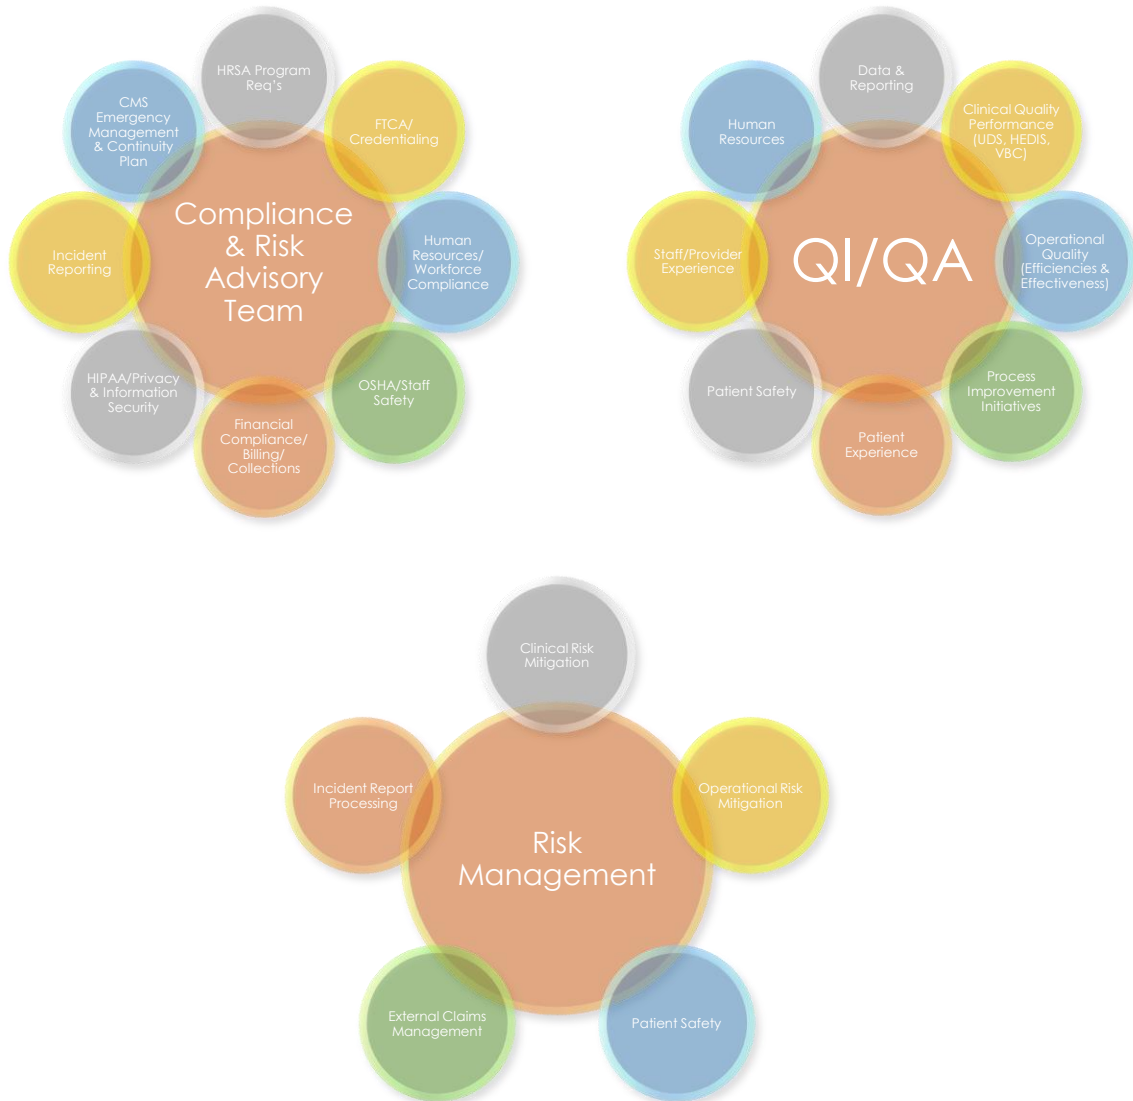 HRSA Program
Req's
FTCA/
Credentialing
Human
Resources/
Workforce
Compliance
OSHA/Staff
Safety
Financial
Compliance/
Billing/
Collections
HIPAA/Privacy
& Information
Security
Incident
Reporting
CMS
Emergency
Management
& Continuity
Plan
Compliance
& Risk
Advisory
Team
Data &
Reporting
Clinical Quality
Performance
(UDS, HEDIS,
VBC)
Operational
Quality
(Efficiencies &
Effectiveness)
Process
Improvement
Initiatives
Patient
Experience
Patient Safety
Staff/Provider
Experience
Human
Resources
QI/QA
Clinical Risk
Mitigation
Operational Risk
Mitigation
Patient Safety
External Claims
Management
Incident Report
Processing
Risk
Management